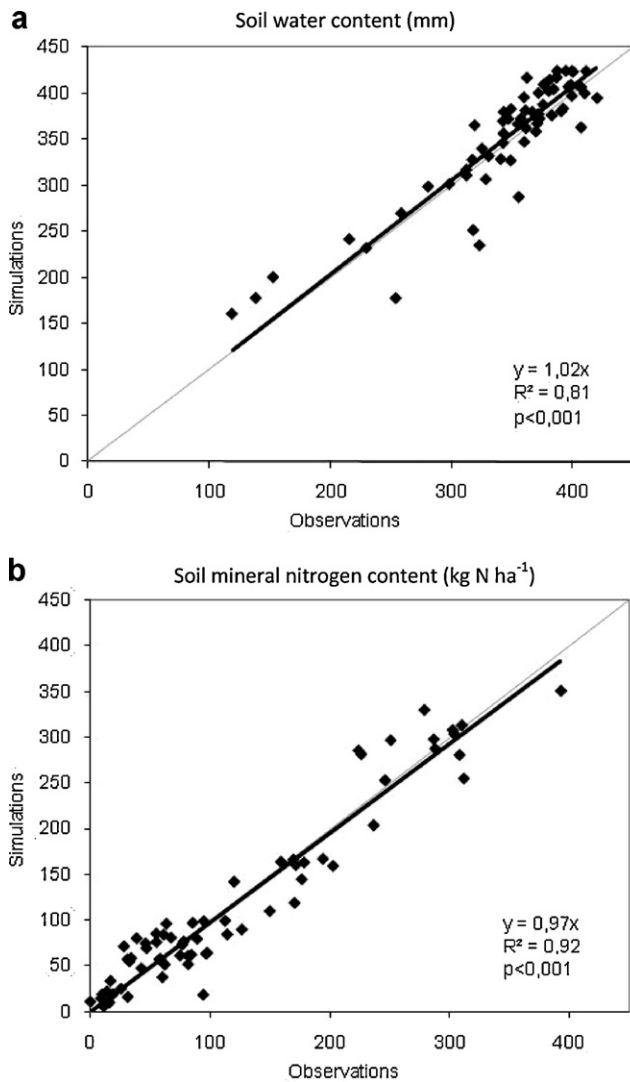 a
Soil water content (mm)
450
400
350
300
250
200
150
100
50
0
Simulations
y = 1,02x
R² = 0,81
p<0,001
0 100 200 300 400
Observations
b
Soil mineral nitrogen content (kg N ha⁻¹)
450
400
350
300
250
200
150
100
50
0
Simulations
y = 0,97x
R² = 0,92
p<0,001
0 100 200 300 400
Observations